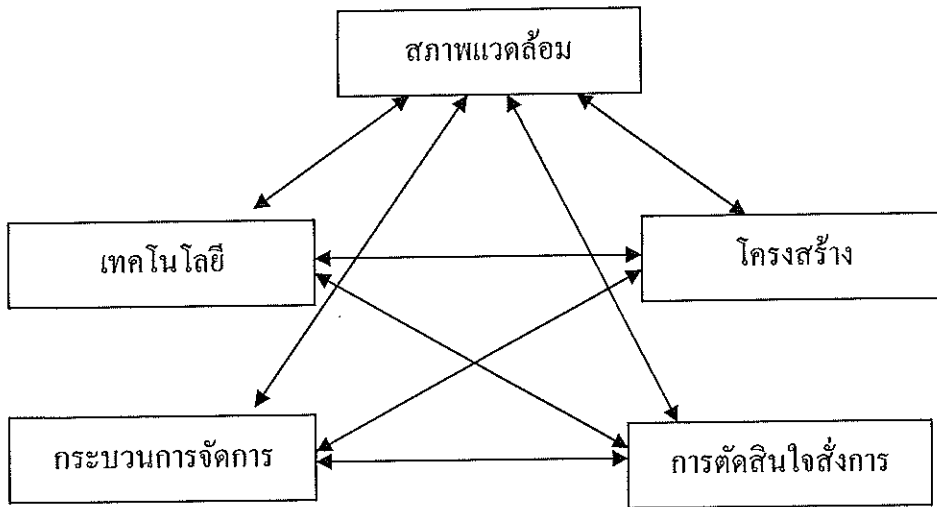 สภาพแวดล้อม
เทคโนโลยี
โครงสร้าง
กระบวนการจัดการ
การตัดสินใจสั่งการ